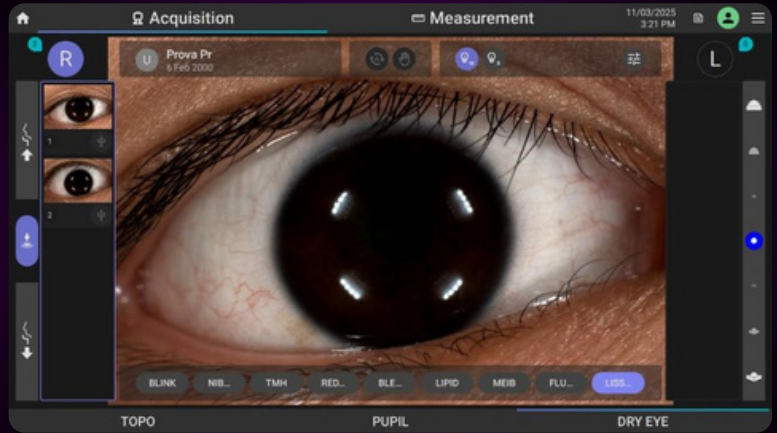 Acquisition
Measurement
11/03/2025
3:21 PM
R
U
Prova Pr
6 Feb 2000
L
1
2
BLINK
NIB...
TMH
RED...
BLE...
LIPID
MEIB
FLU...
LISS...
TOPO
PUPIL
DRY EYE